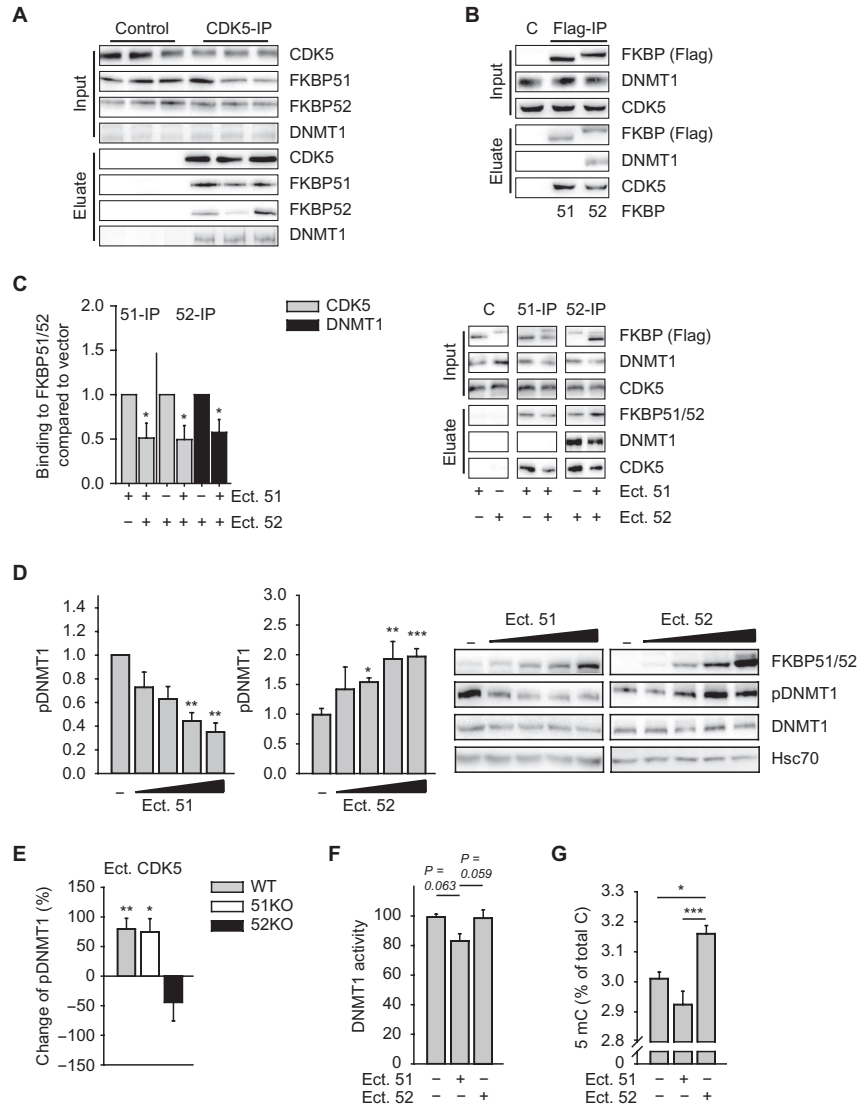 A
Control CDK5-IP
Input
CDK5
FKBP51
FKBP52
DNMT1
Eluate
CDK5
FKBP51
FKBP52
DNMT1
B
C Flag-IP
Input
FKBP (Flag)
DNMT1
CDK5
Eluate
FKBP (Flag)
DNMT1
CDK5
51 52 FKBP
C
Binding to FKBP51/52
compared to vector
2.0
1.5
1.0
0.5
0.0
51-IP 52-IP
CDK5
DNMT1
* * *
+ + − − − + Ect. 51
− + + + + + Ect. 52
C 51-IP 52-IP
Input
FKBP (Flag)
DNMT1
CDK5
Eluate
FKBP51/52
DNMT1
CDK5
+ − + + − + Ect. 51
− + − + + + Ect. 52
D
pDNMT1
1.4
1.2
1.0
0.8
0.6
0.4
0.2
0.0
** **
− Ect. 51
pDNMT1
3.0
2.5
2.0
1.5
1.0
0.5
0.0
* ** ***
− Ect. 52
− Ect. 51 − Ect. 52
FKBP51/52
pDNMT1
DNMT1
Hsc70
E
Ect. CDK5
Change of pDNMT1 (%)
150
100
50
0
−50
−100
−150
** *
WT
51KO
52KO
F
DNMT1 activity
P =
0.063
P =
0.059
120
100
80
60
40
20
0
Ect. 51 − + −
Ect. 52 − − +
G
5 mC (% of total C)
3.3
3.2
3.1
3.0
2.9
2.8
0
*
***
Ect. 51 − + −
Ect. 52 − − +